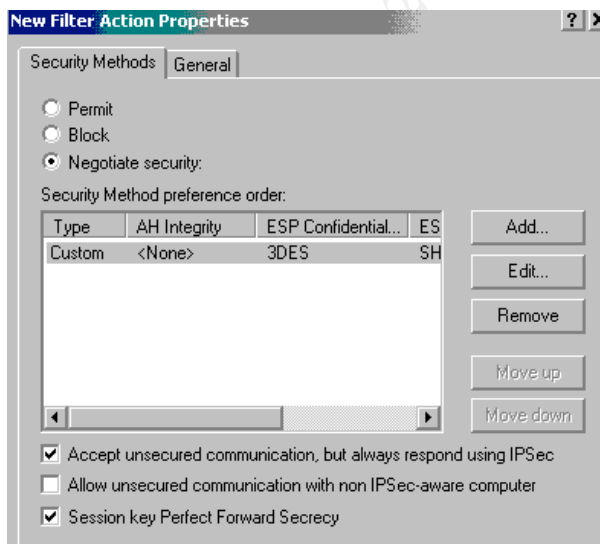 New Filter Action Properties
Security Methods General
Permit
Block
Negotiate security:
Security Method preference order:
Type AH Integrity ESP Confidential... ES
Custom <None> 3DES SH
Add...
Edit...
Remove
Move up
Move down
Accept unsecured communication, but always respond using IPSec
Allow unsecured communication with non IPSec-aware computer
Session key Perfect Forward Secrecy